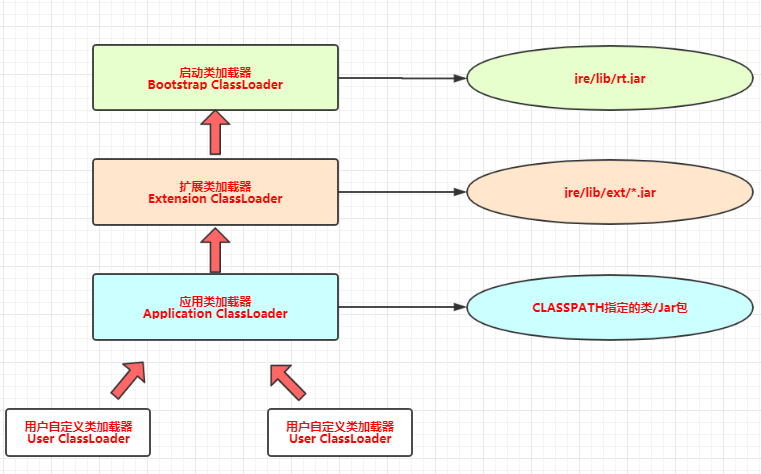 启动类加载器
Bootstrap ClassLoader
jre/lib/rt.jar
扩展类加载器
Extension ClassLoader
jre/lib/ext/*.jar
应用类加载器
Application ClassLoader
CLASSPATH指定的类/Jar包
用户自定义类加载器
User ClassLoader
用户自定义类加载器
User ClassLoader